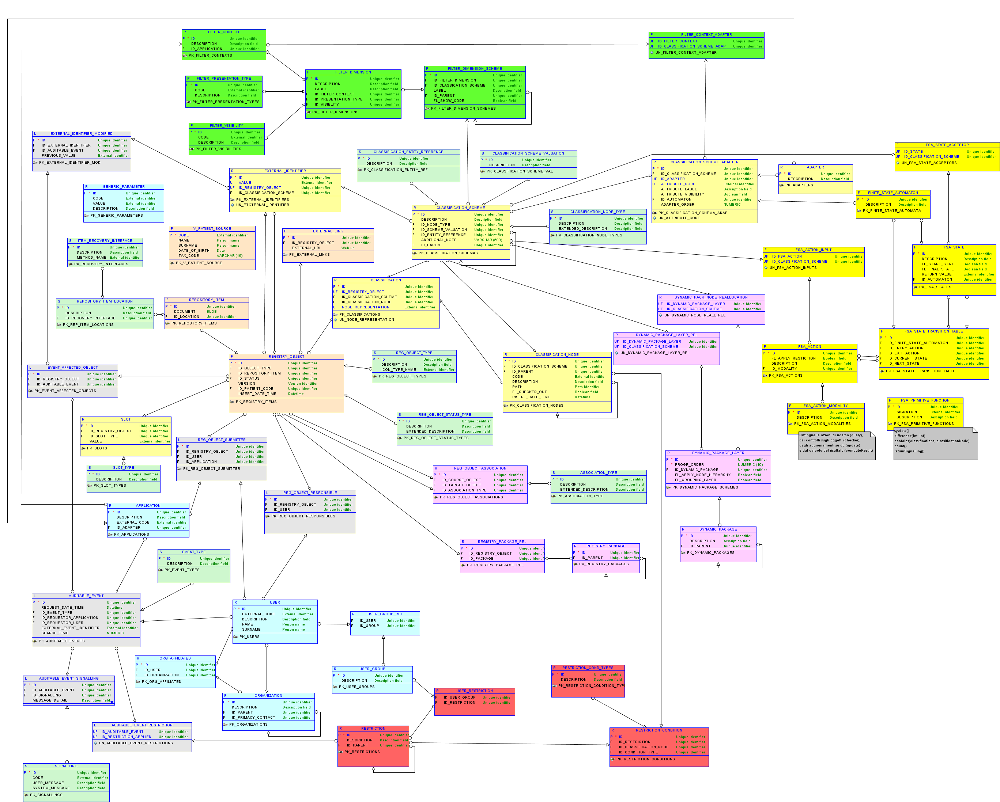 P FILTER_CONTEXT
P * ID Unique identifier
DESCRIPTION Description field
F ID_APPLICATION Unique identifier
PK_FILTER_CONTEXTS
P FILTER_CONTEXT_ADAPTER
UF ID_FILTER_CONTEXT Unique identifier
UF ID_CLASSIFICATION_SCHEME_ADAP Unique identifier
UN_FILTER_CONTEXT_ADAPTER
P FILTER_PRESENTATION_TYPE
P * ID Unique identifier
CODE External identifier
DESCRIPTION Description field
PK_FILTER_PRESENTATION_TYPES
P FILTER_DIMENSION
P * ID Unique identifier
DESCRIPTION Description field
LABEL Description field
F ID_FILTER_CONTEXT Unique identifier
F ID_PRESENTATION_TYPE Unique identifier
F ID_VISIBLITY Unique identifier
PK_FILTER_DIMENSIONS
P FILTER_DIMENSION_SCHEME
P * ID Unique identifier
F ID_FILTER_DIMENSION Unique identifier
F ID_CLASSICATION_SCHEME Unique identifier
LABEL Description field
F ID_PARENT Unique identifier
FL_SHOW_CODE Boolean field
PK_FILTER_DIMENSION_SCHEMES
P FILTER_VISIBILITY
P * ID Unique identifier
CODE External identifier
DESCRIPTION Description field
PK_FILTER_VISIBILITIES
L EXTERNAL_IDENTIFIER_MODIFIED
P * ID Unique identifier
F ID_EXTERNAL_IDENTIFIER Unique identifier
F ID_AUDITABLE_EVENT Unique identifier
PREVIOUS_VALUE External identifier
PK_EXTERNAL_IDENTIFIER_MOD
R EXTERNAL_IDENTIFIER
P * ID Unique identifier
U VALUE External identifier
UF ID_REGISTRY_OBJECT Unique identifier
F ID_CLASSIFICATION_SCHEME Unique identifier
PK_EXTERNAL_IDENTIFIERS
UN_ETXTERNAL_IDENTIFIER
S CLASSIFICATION_ENTITY_REFERENCE
P * ID Unique identifier
DESCRIPTION Description field
PK_CLASSIFICATION_ENTITY_REF
S CLASSIFICATION_SCHEME_VALUATION
P * ID Unique identifier
DESCRIPTION Description field
PK_CLASSIFICATION_SCHEME_VAL
R CLASSIFICATION_SCHEME_ADAPTER
P * ID Unique identifier
F ID_CLASSIFICATION_SCHEME Unique identifier
UF ID_ADAPTER Unique identifier
U ATTRIBUTE_CODE External identifier
ATTRIBUTE_LABEL Description field
ATTRIBUTE_VISIBILITY Boolean field
F ID_AUTOMATON Unique identifier
ADAPTER_ORDER NUMERIC
PK_CLASSIFICATION_SCHEMA_ADAP
UN_ATTRIBUTE_CODE
R ADAPTER
P * ID Unique identifier
DESCRIPTION Description field
PK_ADAPTERS
F FSA_STATE_ACCEPTOR
UF ID_STATE Unique identifier
UF ID_CLASSIFICATION_SCHEME Unique identifier
UN_FSA_STATE_ACCEPTORS
F FINITE_STATE_AUTOMATON
P * ID Unique identifier
DESCRIPTION Description field
PK_FINITE_STATE_AUTOMATA
R GENERIC_PARAMETER
P * ID Unique identifier
CODE External identifier
VALUE External identifier
DESCRIPTION Description field
PK_GENERIC_PARAMETERS
R CLASSIFICATION_SCHEME
P * ID Unique identifier
DESCRIPTION Description field
F ID_NODE_TYPE Unique identifier
F ID_SCHEME_VALUATION Unique identifier
F ID_ENTITY_REFERENCE Unique identifier
ADDITIONAL_NOTE VARCHAR (500)
F ID_PARENT Unique identifier
PK_CLASSIFICATION_SCHEMAS
S CLASSIFICATION_NODE_TYPE
P * ID Unique identifier
DESCRIPTION Description field
EXTENDED_DESCRIPTION Description field
PK_CLASSIFICATION_NODE_TYPES
F V_PATIENT_SOURCE
P * CODE External identifier
NAME Person name
SURNAME Person name
DATE_OF_BIRTH Date
TAX_CODE VARCHAR (16)
PK_V_PATIENT_SOURCE
F EXTERNAL_LINK
P * ID Unique identifier
F ID_REGISTRY_OBJECT Unique identifier
EXTERNAL_URI Web url
PK_EXTERNAL_LINKS
S ITEM_RECOVERY_INTERFACE
P * ID Unique identifier
DESCRIPTION Description field
METHOD_NAME External identifier
PK_RECOVERY_INTERFACES
F FSA_ACTION_INPUT
UF ID_FSA_ACTION Unique identifier
UF ID_CLASSIFICATION_SCHEME Unique identifier
UN_FSA_ACTION_INPUTS
F FSA_STATE
P * ID Unique identifier
DESCRIPTION Description field
FL_START_STATE Boolean field
FL_FINAL_STATE Boolean field
RETURN_VALUE External identifier
F ID_AUTOMATON Unique identifier
PK_FSA_STATES
R CLASSIFICATION
P * ID Unique identifier
UF ID_REGISTRY_OBJECT Unique identifier
F ID_CLASSIFICATION_SCHEME Unique identifier
F ID_CLASSIFICATION_NODE Unique identifier
U NODE_REPRESENTATION External identifier
PK_CLASSIFICATIONS
UN_NODE_REPRESENTATION
S REPOSITORY_ITEM_LOCATION
P * ID Unique identifier
DESCRIPTION Description field
F ID_RECOVERY_INTERFACE Unique identifier
PK_REP_ITEM_LOCATIONS
F REPOSITORY_ITEM
P * ID Unique identifier
DOCUMENT BLOB
F ID_LOCATION Unique identifier
PK_REPOSTORY_ITEMS
R DYNAMIC_PACK_NODE_REALLOCATION
UF ID_DYNAMIC_PACKAGE_LAYER Unique identifier
UF ID_CLASSIFICATION_SCHEME Unique identifier
UN_DYNAMIC_NODE_REALL_REL
R DYNAMIC_PACKAGE_LAYER_REL
UF ID_DYNAMIC_PACKAGE_LAYER Unique identifier
UF ID_CLASSIFICATION_SCHEME Unique identifier
UN_DYNAMIC_PACKAGE_LAYER_REL
F FSA_STATE_TRANSITION_TABLE
P * ID Unique identifier
F ID_FINITE_STATE_AUTOMATON Unique identifier
F ID_ENTRY_ACTION Unique identifier
F ID_EXIT_ACTION Unique identifier
F ID_CURRENT_STATE Unique identifier
F ID_NEXT_STATE Unique identifier
PK_FSA_STATE_TRANSITION_TABLE
F FSA_ACTION
P * ID Unique identifier
FL_APPLY_RESTICTION Boolean field
DESCRIPTION Description field
F ID_MODALITY Unique identifier
PK_FSA_ACTIONS
F REGISTRY_OBJECT
P * ID Unique identifier
F ID_OBJECT_TYPE Unique identifier
F ID_REPOSITORY_ITEM Unique identifier
F ID_STATUS Unique identifier
VERSION Version identifier
F ID_PATIENT_CODE Unique identifier
INSERT_DATE_TIME Datetime
PK_REGISTRY_ITEMS
S REG_OBJECT_TYPE
P * ID Unique identifier
DESCRIPTION Description field
ICON_TYPE_NAME External identifier
PK_REG_OBJECT_TYPES
R CLASSIFICATION_NODE
P * ID Unique identifier
F ID_CLASSIFICATION_SCHEME Unique identifier
F ID_PARENT Unique identifier
CODE External identifier
DESCRIPTION Description field
PATH Path identifier
FL_CHECKED_OUT Boolean field
INSERT_DATE_TIME Datetime
PK_CLASSIFICATION_NODES
L EVENT_AFFECTED_OBJECT
P * ID Unique identifier
F ID_REGISTRY_OBJECT Unique identifier
F ID_AUDITABLE_EVENT Unique identifier
PK_EVENT_AFFECTED_OBJECTS
F FSA_ACTION_MODALITY
P * ID Unique identifier
DESCRIPTION Description field
PK_FSA_ACTION_MODALITIES
Distingue le azioni di ricerca (query),
dai controlli sugli oggetti (checker),
dagli aggiornamenti su db (update)
e dal calcolo del risultato (computeResult)
F FSA_PRIMITIVE_FUNCTION
P * ID Unique identifier
SIGNATURE External identifier
DESCRIPTION Description field
PK_FSA_PRIMITIVE_FUNCTIONS
sysdate()
difference(int, int)
contains(classifications, classificationNode)
count()
returnSignalling()
S REG_OBJECT_STATUS_TYPE
P * ID Unique identifier
DESCRIPTION Description field
EXTENDED_DESCRIPTION Description field
PK_REG_OBJECT_STATUS_TYPES
R SLOT
P * ID Unique identifier
F ID_REGISTRY_OBJECT Unique identifier
F ID_SLOT_TYPE Unique identifier
VALUE External identifier
PK_SLOTS
S SLOT_TYPE
P * ID Unique identifier
DESCRIPTION Description field
PK_SLOT_TYPES
L REG_OBJECT_SUBMITTER
P * ID Unique identifier
F ID_REGISTRY_OBJECT Unique identifier
F ID_USER Unique identifier
F ID_APPLICATION Unique identifier
PK_REG_OBJECT_SUBMITTER
R DYNAMIC_PACKAGE_LAYER
P * ID Unique identifier
* PROGR_ORDER NUMERIC (10)
F ID_DYNAMIC_PACKAGE Unique identifier
FL_APPLY_NODE_HIERARCHY Boolean field
FL_GROUPING_LAYER Boolean field
PK_DYNAMIC_PACKAGE_SCHEMES
R REG_OBJECT_ASSOCIATION
P * ID Unique identifier
F ID_SOURCE_OBJECT Unique identifier
F ID_TARGET_OBJECT Unique identifier
F ID_ASSOCIATION_TYPE Unique identifier
PK_REG_OBJECT_ASSOCIATIONS
S ASSOCIATION_TYPE
P * ID Unique identifier
DESCRIPTION Description field
EXTENDED_DESCRIPTION Description field
PK_ASSOCIATION_TYPE
L REG_OBJECT_RESPONSIBLE
P * ID Unique identifier
F ID_REGISTRY_OBJECT Unique identifier
F ID_USER Unique identifier
PK_REG_OBJECT_RESPONSIBLES
R APPLICATION
P * ID Unique identifier
DESCRIPTION Description field
EXTERNAL_CODE External identifier
F ID_ADAPTER Unique identifier
PK_APPLICATIONS
R DYNAMIC_PACKAGE
P * ID Unique identifier
DESCRIPTION Description field
F ID_PARENT Unique identifier
PK_DYNAMIC_PACKAGES
R REGISTRY_PACKAGE_REL
P * ID Unique identifi
F ID_REGISTRY_OBJECT Unique identifi
F ID_PACKAGE Unique identifi
PK_REGISTRY_PACKAGE_REL
R REGISTRY_PACKAGE
P * ID Unique identifier
F ID_PARENT Unique identifier
PK_REGISTRY_PACKAGES
S EVENT_TYPE
P * ID Unique identifier
DESCRIPTION Description field
PK_EVENT_TYPES
L AUDITABLE_EVENT
P * ID Unique identifier
REQUEST_DATE_TIME Datetime
F ID_EVENT_TYPE Unique identifier
F ID_REQUESTOR_APPLICATION Unique identifier
F ID_REQUESTOR_USER Unique identifier
EXTERNAL_EVENT_IDENTIFIER External identifier
SEARCH_TIME NUMERIC
PK_AUDITABLE_EVENTS
R USER
P * ID Unique identifier
EXTERNAL_CODE External identifier
DESCRIPTION Description field
NAME Person name
SURNAME Person name
PK_USERS
R USER_GROUP_REL
F ID_USER Unique identifier
F ID_GROUP Unique identifier
R ORG_AFFILIATED
P * ID Unique identifier
F ID_USER Unique identifier
F ID_ORGANIZATION Unique identifier
PK_ORG_AFFILIATED
R USER_GROUP
P * ID Unique identifier
DESCRIPTION Description field
PK_USER_GROUPS
R RESTRICTION_COND_TYPES
P * ID Unique identifier
DESCRIPTION Description field
PK_RESTRICTION_CONDITION_TYP
L AUDITABLE_EVENT_SIGNALLING
P * ID Unique identifier
F ID_AUDITABLE_EVENT Unique identifier
F ID_SIGNALLING Unique identifier
MESSAGE_DETAIL Description field
R ORGANIZATION
P * ID Unique identifier
DESCRIPTION Description field
F ID_PARENT Unique identifier
F ID_PRIMACY_CONTACT Unique identifier
PK_ORGANIZATIONS
R USER_RESTRICTION
F ID_USER_GROUP Unique identifier
F ID_RESTRICTION Unique identifier
L AUDITABLE_EVENT_RESTRICTION
UF ID_AUDITABLE_EVENT Unique identifier
UF ID_RESTRICTION_APPLIED Unique identifier
UN_AUDITABLE_EVENT_RESTRICTIONS
R RESTRICTION
P * ID Unique identifier
DESCRIPTION Description field
F ID_PARENT Unique identifier
PK_RESTRICTIONS
R RESTRICTION_CONDITION
P * ID Unique identifier
F ID_RESTRICTION Unique identifier
F ID_CLASSIFICATION_NODE Unique identifier
F ID_CONDITION_TYPE Unique identifier
PK_RESTRICTION_CONDITIONS
S SIGNALLING
P * ID Unique identifier
CODE External identifier
USER_MESSAGE Description field
SYSTEM_MESSAGE Description field
PK_SIGNALLINGS